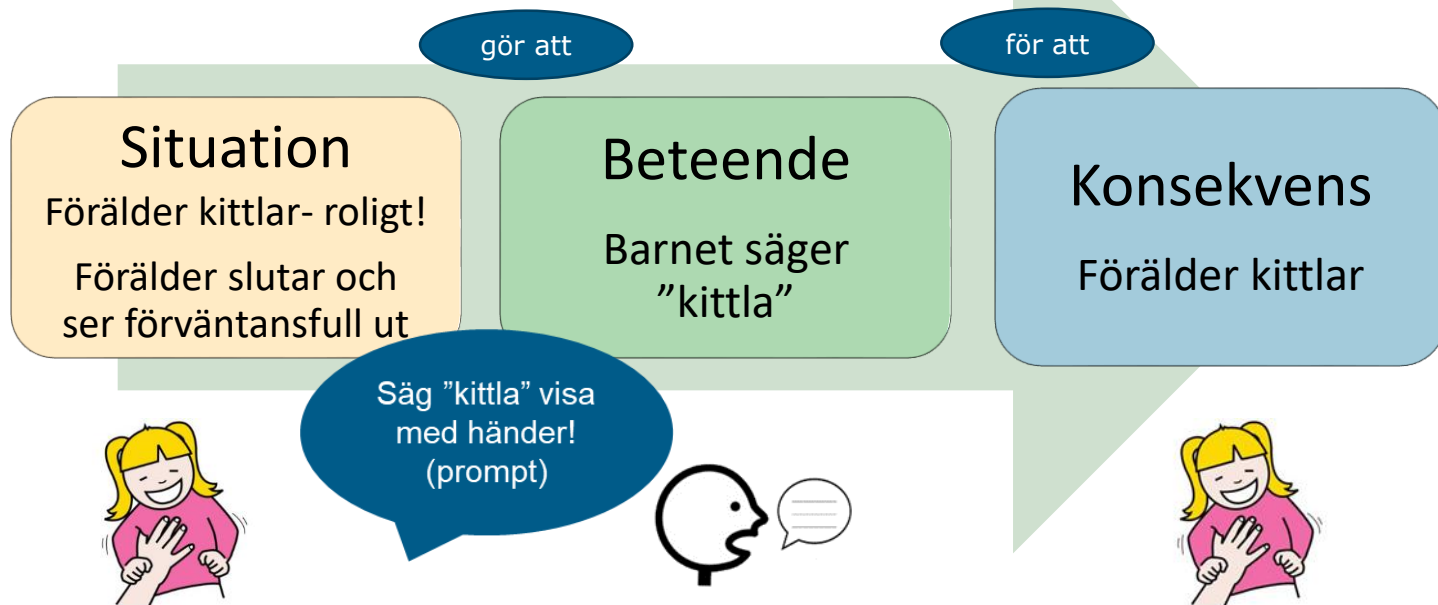 gör att
för att
Situation
Förälder kittlar- roligt!
Förälder slutar och
ser förväntansfull ut
Beteende
Barnet säger
”kittla”
Konsekvens
Förälder kittlar
Säg ”kittla” visa
med händer!
(prompt)